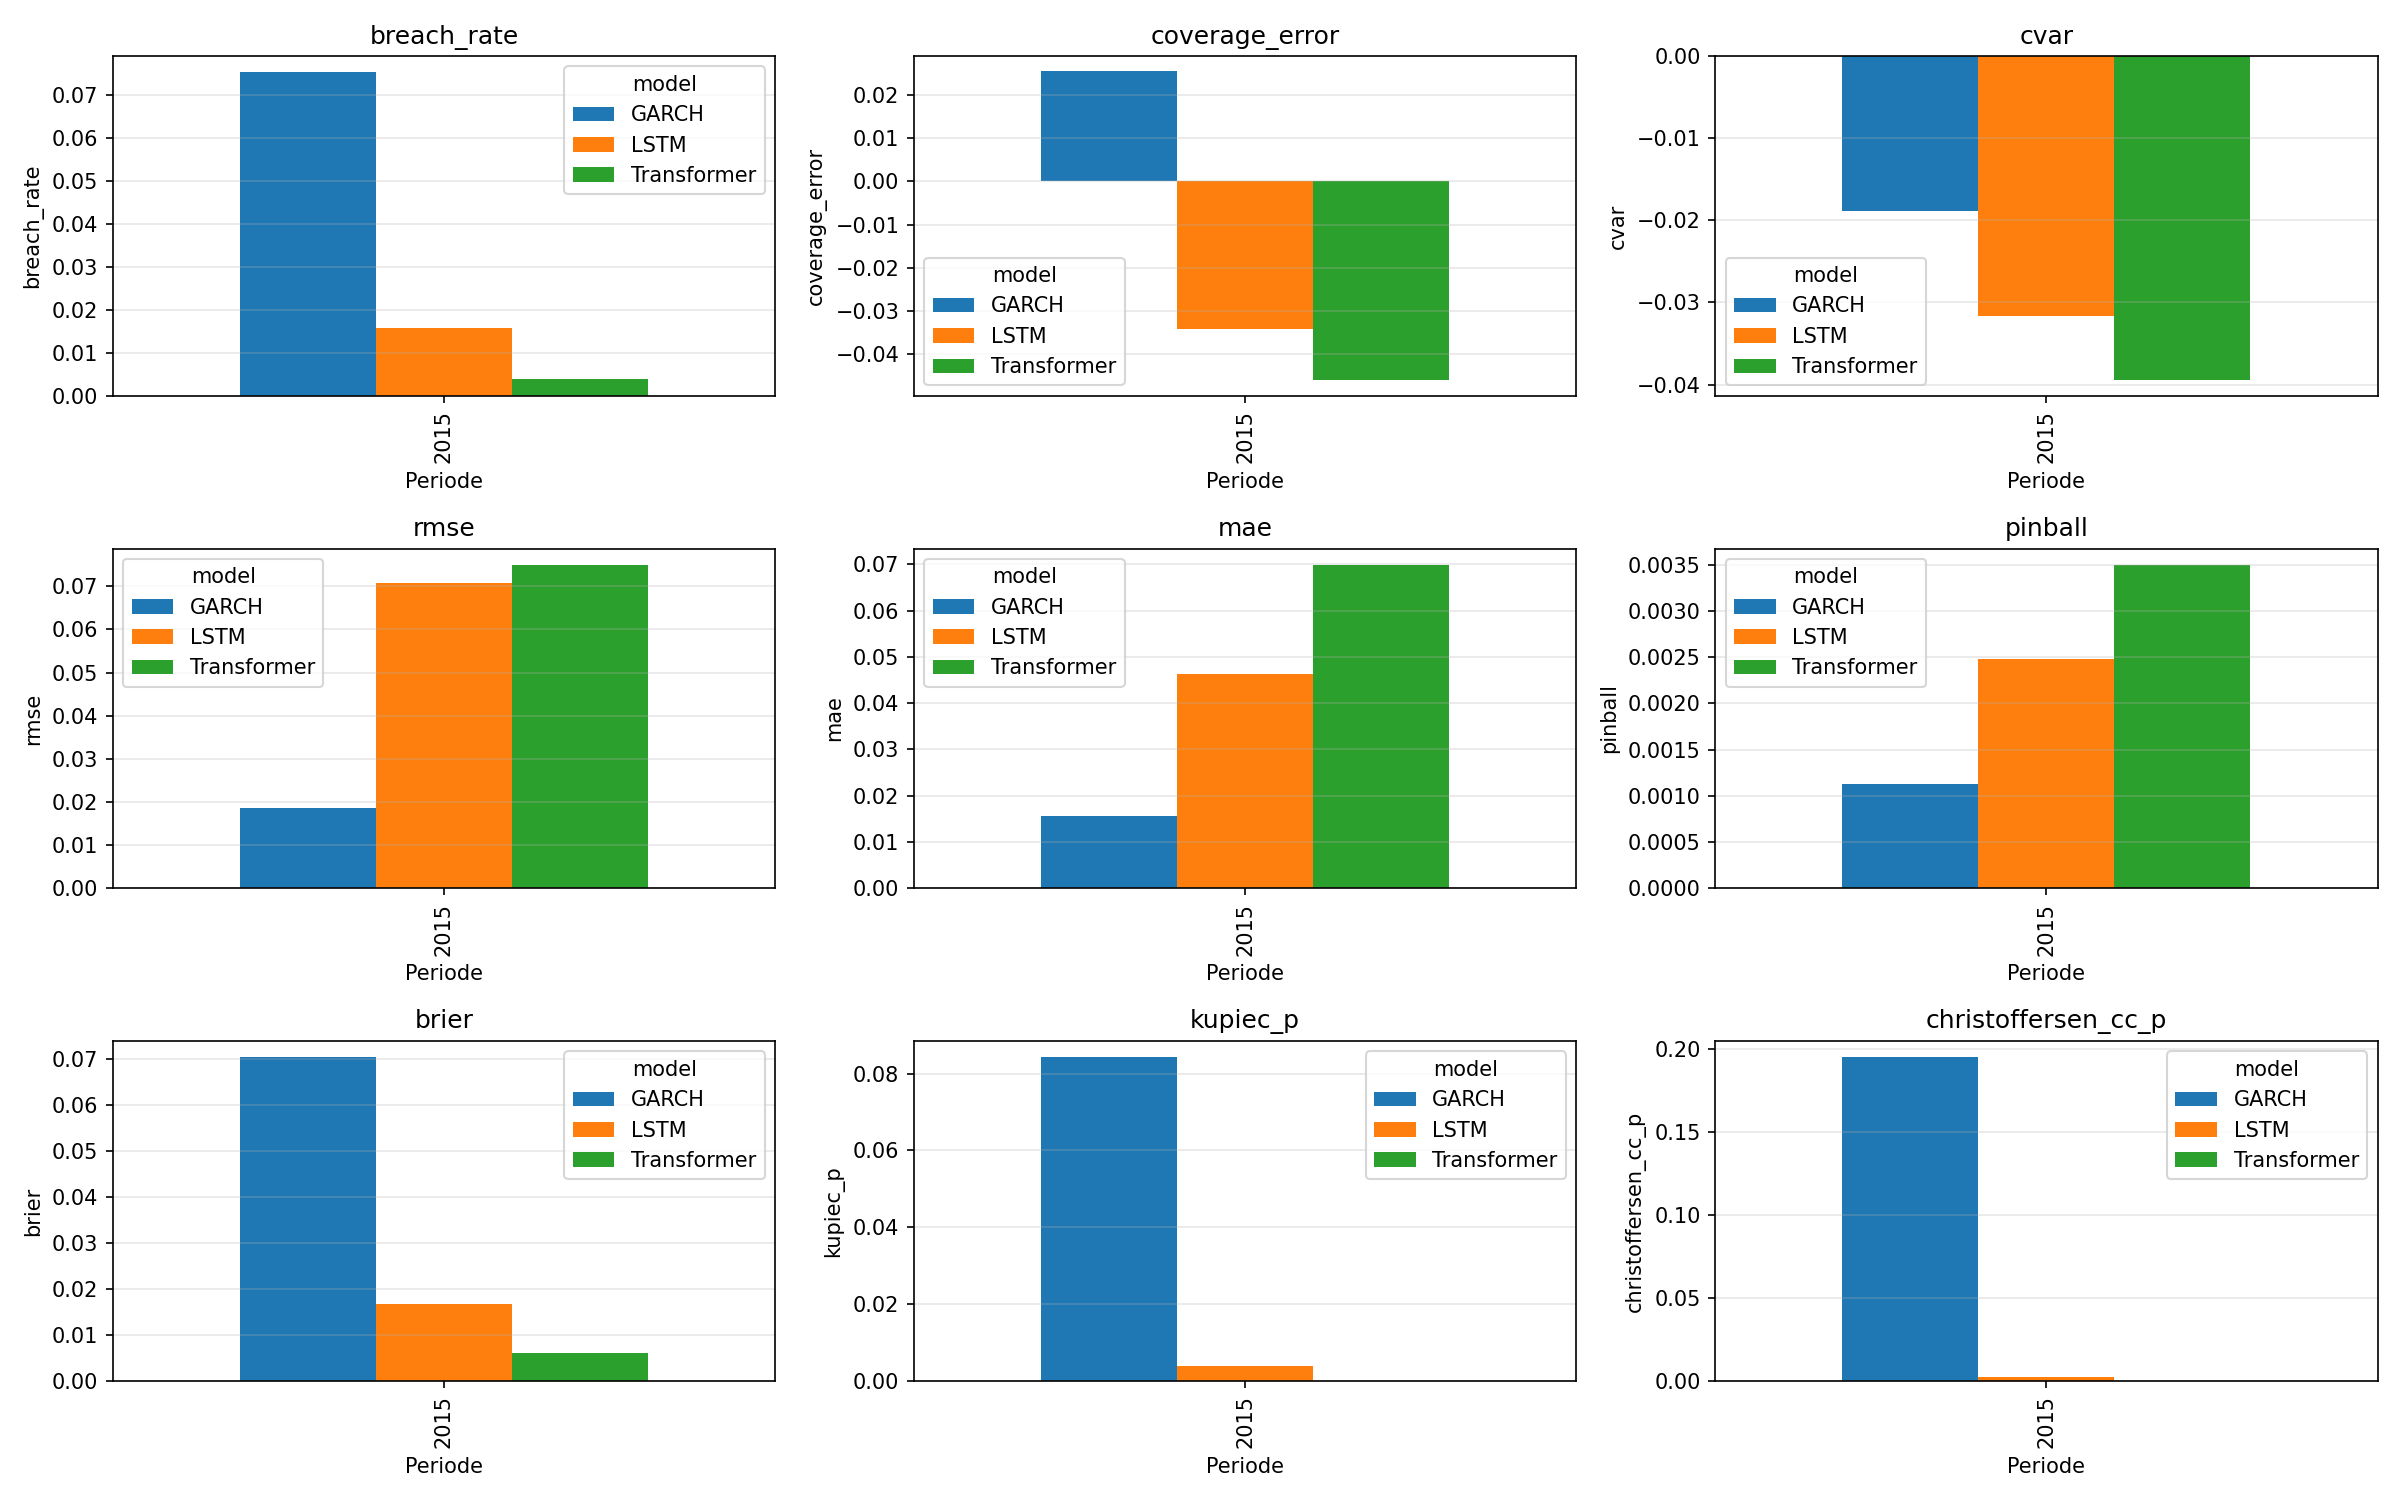 breach_rate
breach_rate
0.07
0.06
0.05
0.04
0.03
0.02
0.01
0.00
model
GARCH
LSTM
Transformer
2015
Periode
coverage_error
coverage_error
0.02
0.01
0.00
−0.01
−0.02
−0.03
−0.04
model
GARCH
LSTM
Transformer
2015
Periode
cvar
cvar
0.00
−0.01
−0.02
−0.03
−0.04
model
GARCH
LSTM
Transformer
2015
Periode
rmse
rmse
0.07
0.06
0.05
0.04
0.03
0.02
0.01
0.00
model
GARCH
LSTM
Transformer
2015
Periode
mae
mae
0.07
0.06
0.05
0.04
0.03
0.02
0.01
0.00
model
GARCH
LSTM
Transformer
2015
Periode
pinball
pinball
0.0035
0.0030
0.0025
0.0020
0.0015
0.0010
0.0005
0.0000
model
GARCH
LSTM
Transformer
2015
Periode
brier
brier
0.07
0.06
0.05
0.04
0.03
0.02
0.01
0.00
model
GARCH
LSTM
Transformer
2015
Periode
kupiec_p
kupiec_p
0.08
0.06
0.04
0.02
0.00
model
GARCH
LSTM
Transformer
2015
Periode
christoffersen_cc_p
christoffersen_cc_p
0.20
0.15
0.10
0.05
0.00
model
GARCH
LSTM
Transformer
2015
Periode